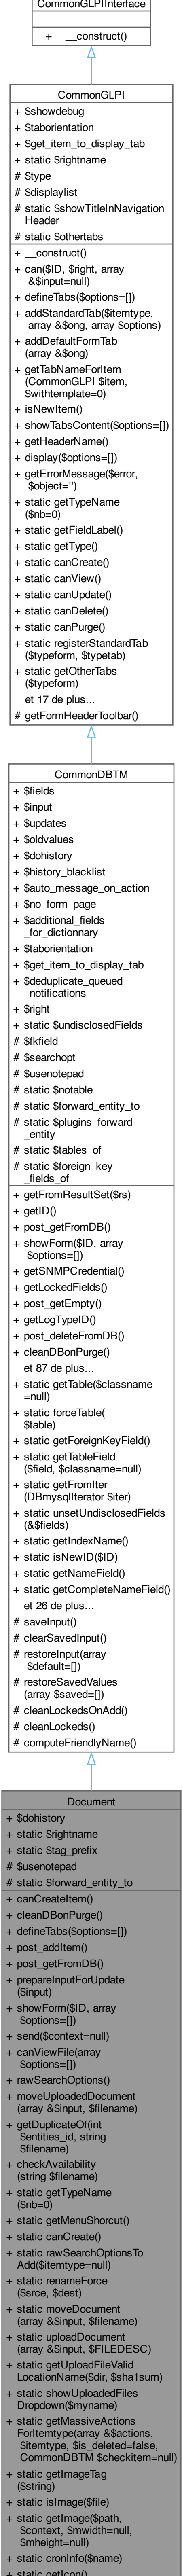 CommonGLPIInterface
+ __construct()
CommonGLPI
+ $showdebug
+ $taborientation
+ $get_item_to_display_tab
+ static $rightname
# $type
# $displaylist
# static $showTitleInNavigation
Header
# static $othertabs
+ __construct()
+ can($ID, $right, array
&$input=null)
+ defineTabs($options=[])
+ addStandardTab($itemtype,
array &$ong, array $options)
+ addDefaultFormTab
(array &$ong)
+ getTabNameForItem
(CommonGLPI $item,
$withtemplate=0)
+ isNewItem()
+ showTabsContent($options=[])
+ getHeaderName()
+ display($options=[])
+ getErrorMessage($error,
$object='')
+ static getTypeName
($nb=0)
+ static getFieldLabel()
+ static getType()
+ static canCreate()
+ static canView()
+ static canUpdate()
+ static canDelete()
+ static canPurge()
+ static registerStandardTab
($typeform, $typetab)
+ static getOtherTabs
($typeform)
et 17 de plus...
# getFormHeaderToolbar()
CommonDBTM
+ $fields
+ $input
+ $updates
+ $oldvalues
+ $dohistory
+ $history_blacklist
+ $auto_message_on_action
+ $no_form_page
+ $additional_fields
_for_dictionnary
+ $taborientation
+ $get_item_to_display_tab
+ $deduplicate_queued
_notifications
+ $right
+ static $undisclosedFields
# $fkfield
# $searchopt
# $usenotepad
# static $notable
# static $forward_entity_to
# static $plugins_forward
_entity
# static $tables_of
# static $foreign_key
_fields_of
+ getFromResultSet($rs)
+ getID()
+ post_getFromDB()
+ showForm($ID, array
$options=[])
+ getSNMPCredential()
+ getLockedFields()
+ post_getEmpty()
+ getLogTypeID()
+ post_deleteFromDB()
+ cleanDBonPurge()
et 87 de plus...
+ static getTable($classname
=null)
+ static forceTable(
$table)
+ static getForeignKeyField()
+ static getTableField
($field, $classname=null)
+ static getFromIter
(DBmysqlIterator $iter)
+ static unsetUndisclosedFields
(&$fields)
+ static getIndexName()
+ static isNewID($ID)
+ static getNameField()
+ static getCompleteNameField()
et 26 de plus...
# saveInput()
# clearSavedInput()
# restoreInput(array
$default=[])
# restoreSavedValues
(array $saved=[])
# cleanLockedsOnAdd()
# cleanLockeds()
# computeFriendlyName()
Document
+ $dohistory
+ static $rightname
+ static $tag_prefix
# $usenotepad
# static $forward_entity_to
+ canCreateItem()
+ cleanDBonPurge()
+ defineTabs($options=[])
+ post_addItem()
+ post_getFromDB()
+ prepareInputForUpdate
($input)
+ showForm($ID, array
$options=[])
+ send($context=null)
+ canViewFile(array
$options=[])
+ rawSearchOptions()
+ moveUploadedDocument
(array &$input, $filename)
+ getDuplicateOf(int
$entities_id, string
$filename)
+ checkAvailability
(string $filename)
+ static getTypeName
($nb=0)
+ static getMenuShorcut()
+ static canCreate()
+ static rawSearchOptionsTo
Add($itemtype=null)
+ static renameForce
($srce, $dest)
+ static moveDocument
(array &$input, $filename)
+ static uploadDocument
(array &$input, $FILEDESC)
+ static getUploadFileValid
LocationName($dir, $sha1sum)
+ static showUploadedFiles
Dropdown($myname)
+ static getMassiveActions
ForItemtype(array &$actions,
$itemtype, $is_deleted=false,
CommonDBTM $checkitem=null)
+ static getImageTag
($string)
+ static isImage($file)
+ static getImage($path,
$context, $mwidth=null,
$mheight=null)
+ static cronInfo($name)
+ static getIcon()